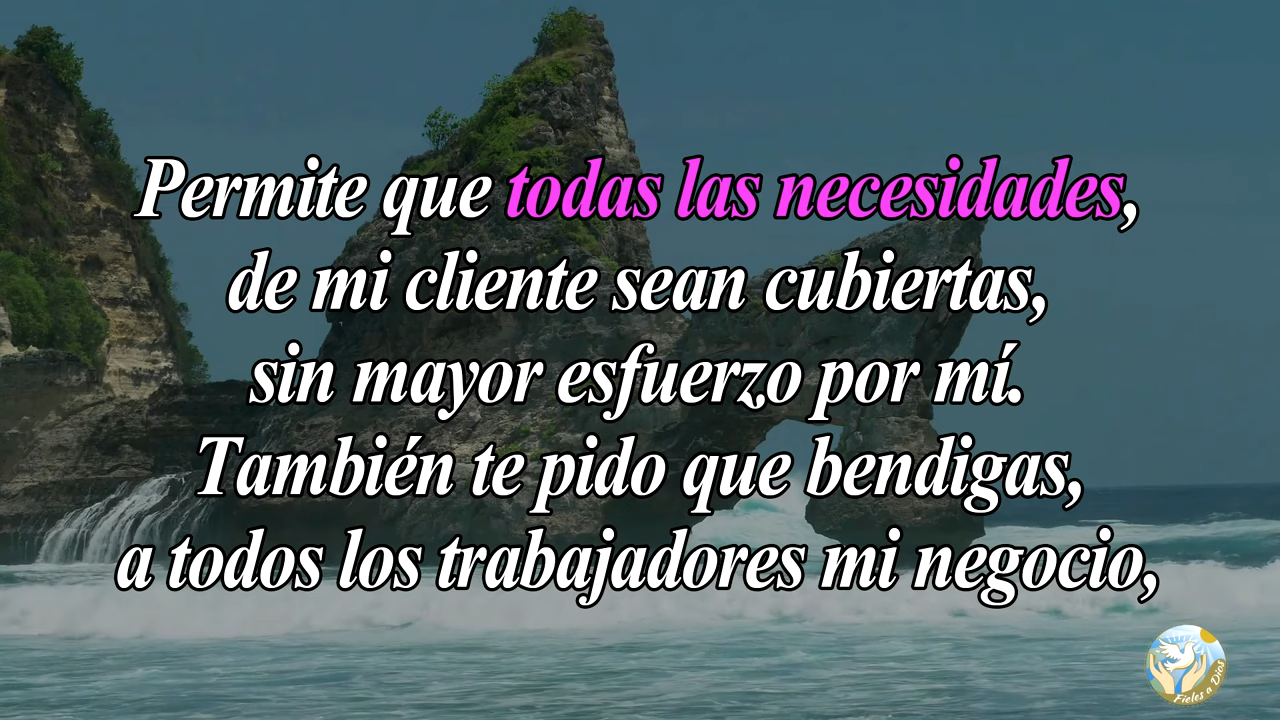 Permite que todas las necesidades,
de mi cliente sean cubiertas,
sin mayor esfuerzo por mí.
También te pido que bendigas,
a todos los trabajadores mi negocio,
Fieles a Dios